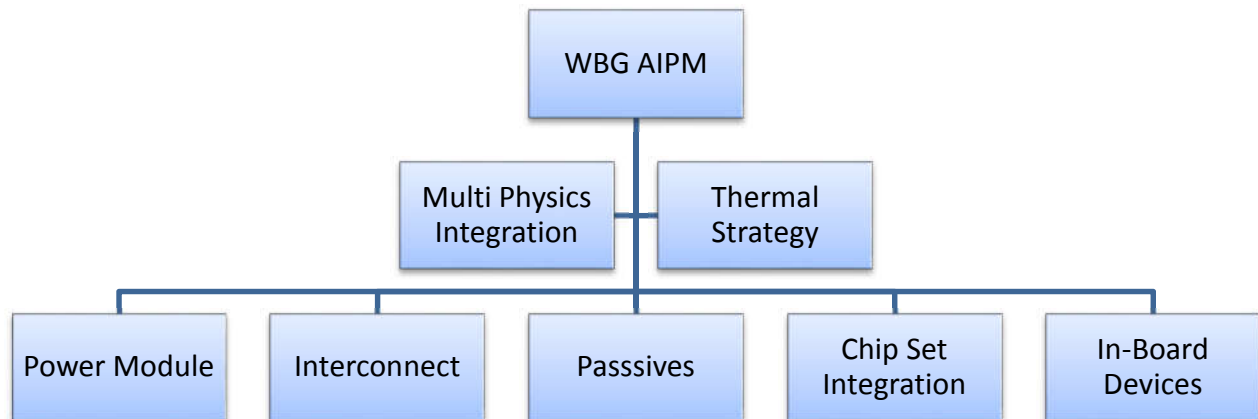 WBG AIPM
Multi Physics
Integration
Thermal
Strategy
Power Module
Interconnect
Passsives
Chip Set
Integration
In-Board
Devices